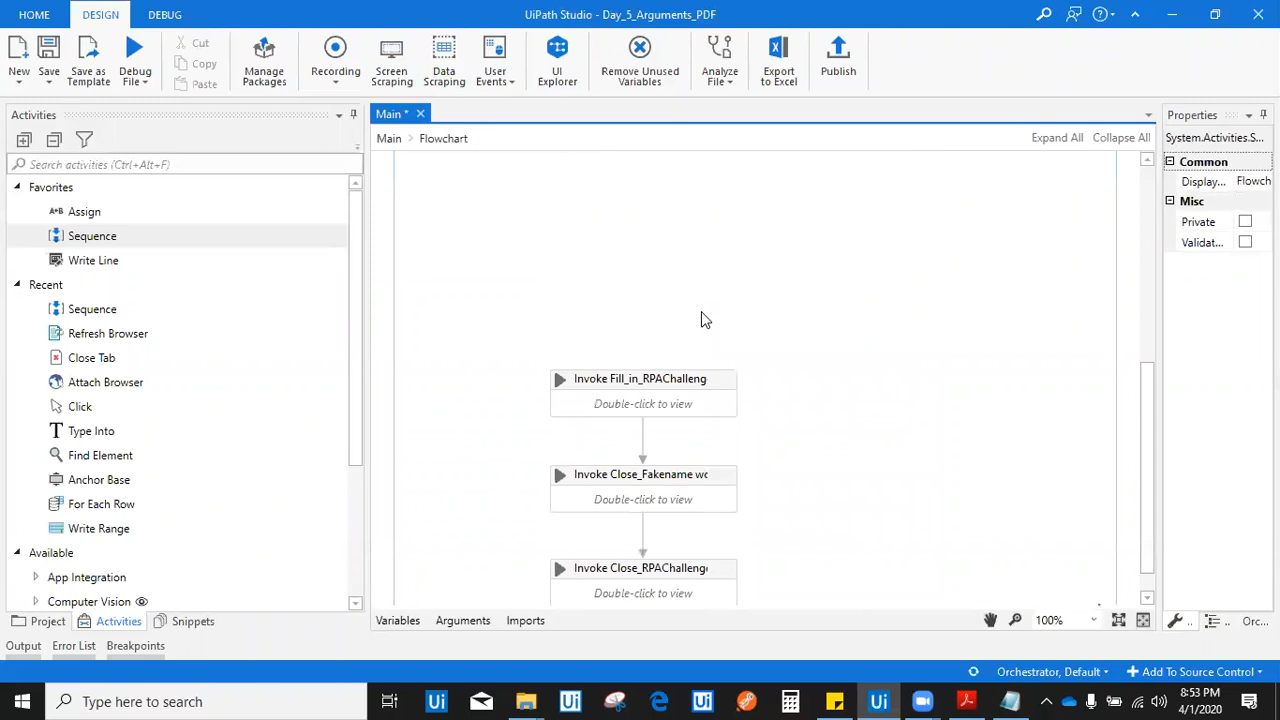 HOME DESIGN DEBUG UiPath Studio - Day_5_Arguments_PDF
New Save Save as Template Debug File Cut Copy Paste Manage Packages Recording Screen Scraping Data Scraping User Events UI Explorer Remove Unused Variables Analyze File Export to Excel Publish
Activities
Search activities (Ctrl+Alt+F)
Favorites
Assign
Sequence
Write Line
Recent
Sequence
Refresh Browser
Close Tab
Attach Browser
Click
Type Into
Find Element
Anchor Base
For Each Row
Write Range
Available
App Integration
Computer Vision
Project Activities Snippets
Main *
Main > Flowchart Expand All Collapse All
Invoke Fill_in_RPAChalleng
Double-click to view
Invoke Close_Fakename wc
Double-click to view
Invoke Close_RPAChallenge
Double-click to view
Variables Arguments Imports 100%
Properties
System.Activities.S...
Common
Display... Flowch
Misc
Private
Validat...
Orc...
Output Error List Breakpoints
Orchestrator, Default Add To Source Control
Type here to search
8:53 PM
4/1/2020